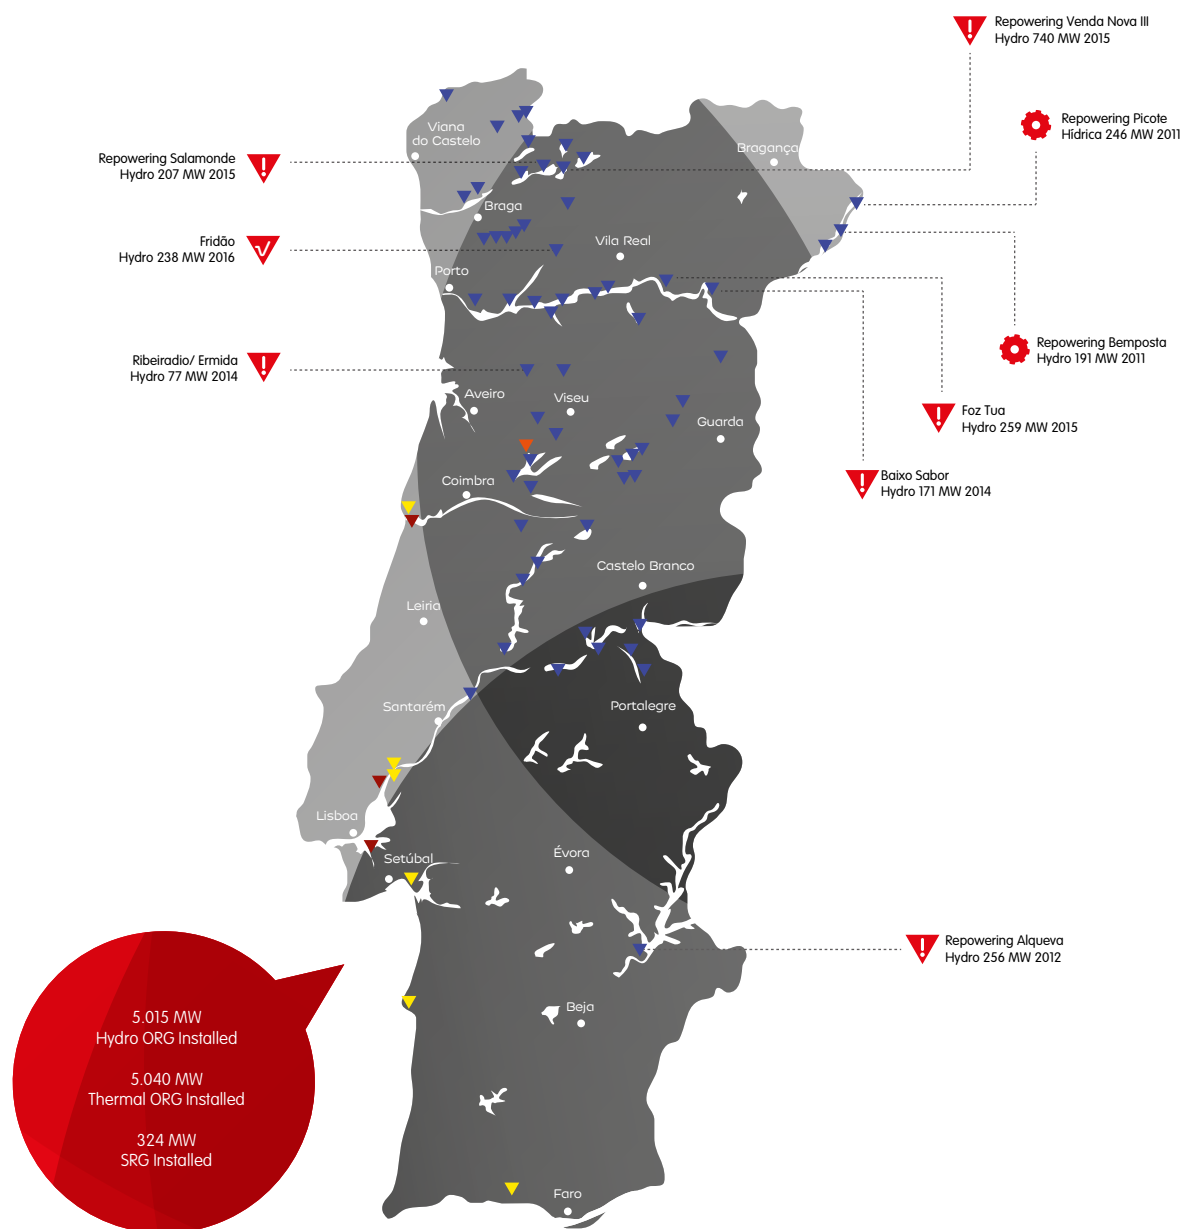 Repowering Venda Nova III
Hydro 740 MW 2015
Repowering Picote
Hídrica 246 MW 2011
Viana
do Castelo
Bragança
Repowering Salamonde
Hydro 207 MW 2015
Braga
Fridão
Hydro 238 MW 2016
Vila Real
Porto
Repowering Bemposta
Hydro 191 MW 2011
Ribeiradio/ Ermida
Hydro 77 MW 2014
Aveiro
Viseu
Foz Tua
Hydro 259 MW 2015
Guarda
Baixo Sabor
Hydro 171 MW 2014
Coimbra
Castelo Branco
Leiria
Santarém
Portalegre
Lisboa
Setúbal
Évora
Repowering Alqueva
Hydro 256 MW 2012
Beja
5.015 MW
Hydro ORG Installed
5.040 MW
Thermal ORG Installed
324 MW
SRG Installed
Faro